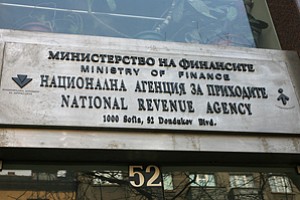 МИНИСТЕРСТВО НА ФИНАНСИТЕ
MINISTRY OF FINANCE
НАЦИОНАЛНА АГЕНЦИЯ ЗА ПРИХОДИТЕ
NATIONAL REVENUE AGENCY
1000 Sofia, 52 Dondukov Blvd.
52